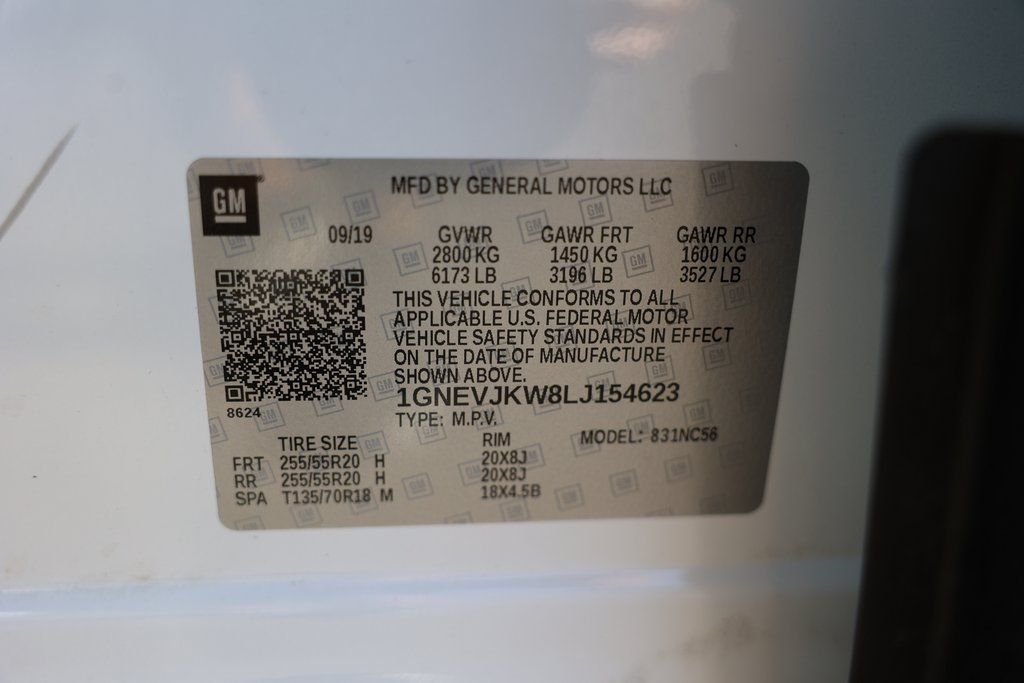 GM
MFD BY GENERAL MOTORS LLC
09/19 GVWR GAWR FRT GAWR RR
2800 KG 1450 KG 1600 KG
6173 LB 3196 LB 3527 LB
THIS VEHICLE CONFORMS TO ALL
APPLICABLE U.S. FEDERAL MOTOR
VEHICLE SAFETY STANDARDS IN EFFECT
ON THE DATE OF MANUFACTURE
SHOWN ABOVE.
1GNEVJKW8LJ154623
8624
TYPE: M.P.V.
TIRE SIZE RIM MODEL: 831NC56
FRT 255/55R20 H 20X8J
RR 255/55R20 H 20X8J
SPA T135/70R18 M 18X4.5B